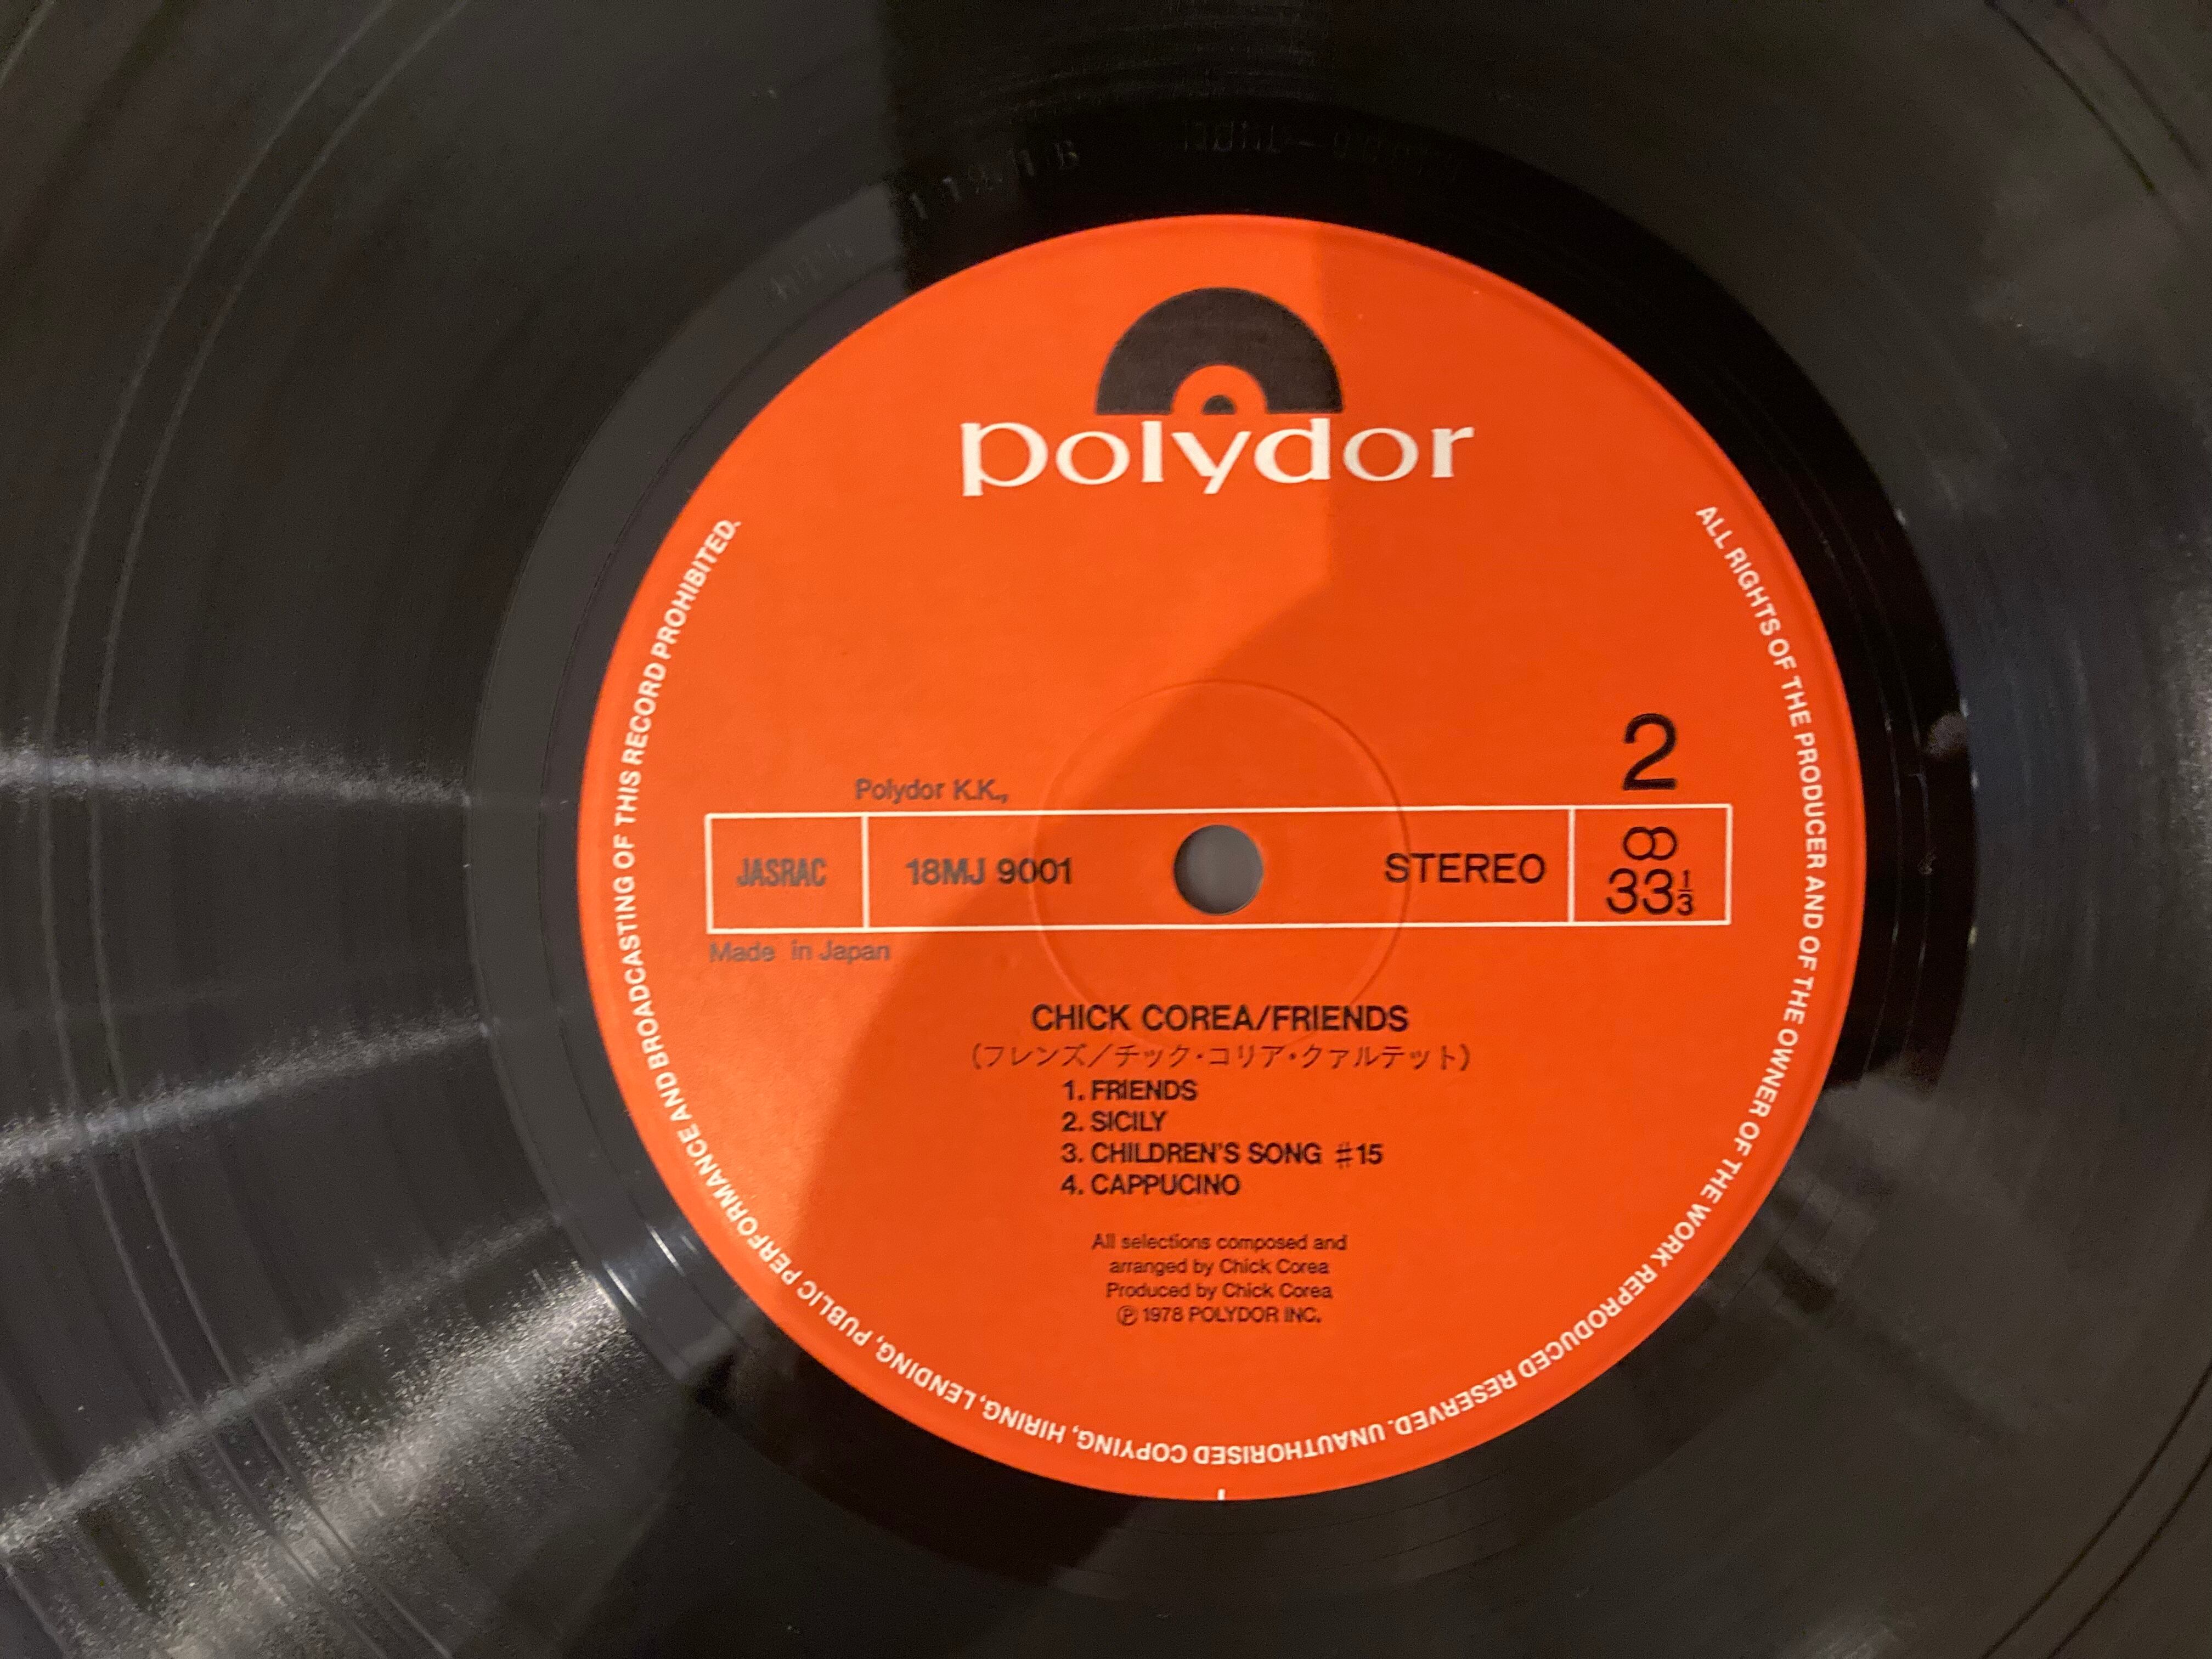 polydor
2
Polydor K.K.,
JASRAC
18MJ 9001
STEREO
33 1/3
Made in Japan
CHICK COREA/FRIENDS
(フレンズ/チック・コリア・クァルテット)
1. FRIENDS
2. SICILY
3. CHILDREN'S SONG #15
4. CAPPUCINO
All selections composed and
arranged by Chick Corea
Produced by Chick Corea
Ⓟ 1978 POLYDOR INC.
ALL RIGHTS OF THE PRODUCER AND OF THE OWNER OF THE WORK REPRODUCED RESERVED. UNAUTHORISED COPYING, HIRING, LENDING, PUBLIC PERFORMANCE AND BROADCASTING OF THIS RECORD PROHIBITED.